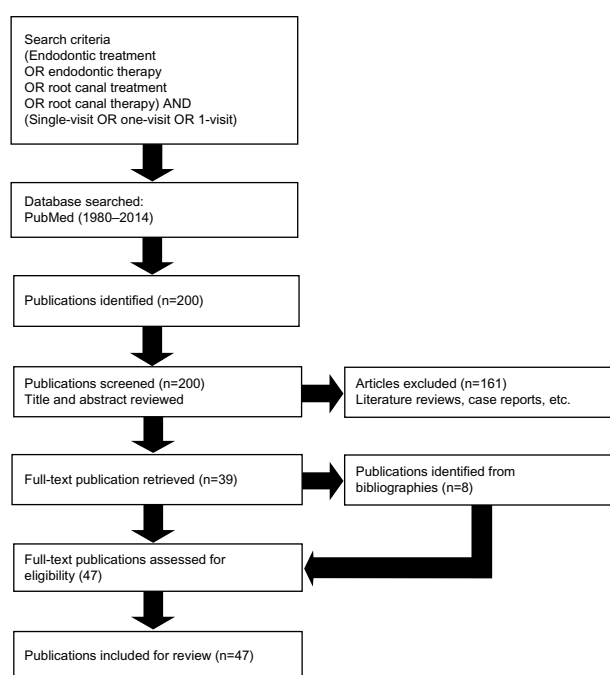 Search criteria
(Endodontic treatment
OR endodontic therapy
OR root canal treatment
OR root canal therapy) AND
(Single-visit OR one-visit OR 1-visit)
Database searched:
PubMed (1980–2014)
Publications identified (n=200)
Publications screened (n=200)
Title and abstract reviewed
Articles excluded (n=161)
Literature reviews, case reports, etc.
Full-text publication retrieved (n=39)
Publications identified from
bibliographies (n=8)
Full-text publications assessed for
eligibility (47)
Publications included for review (n=47)